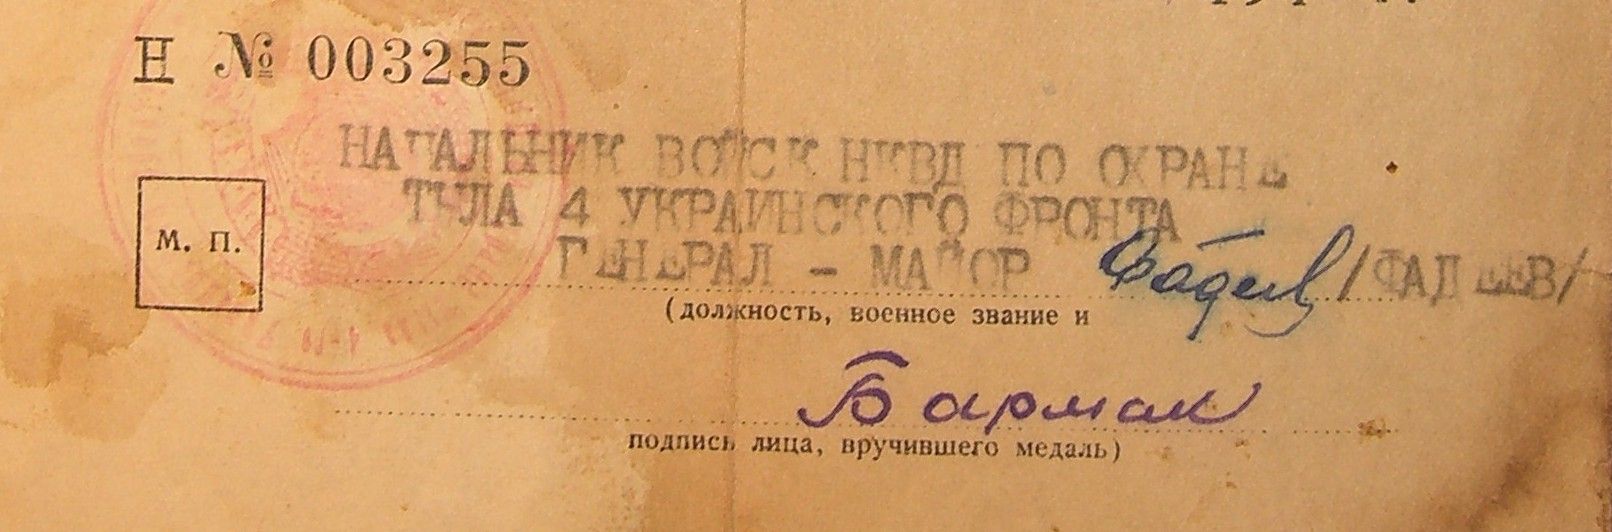 Н № 003255
НАЧАЛЬНИК ВОЙСК НКВД ПО ОХРАНЕ
ТЫЛА 4 УКРАИНСКОГО ФРОНТА
М. П.
ГЕНЕРАЛ - МАЙОР Фадеев /ФАДЕЕВ/
(должность, военное звание и
Бармак
подпись лица, вручившего медаль)